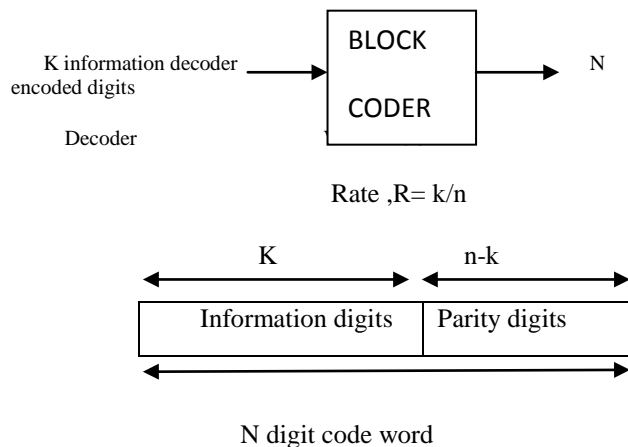 BLOCK
K information decoder
N
encoded digits
CODER
Decoder
Rate ,R= k/n
K
n-k
Information digits
Parity digits
N digit code word